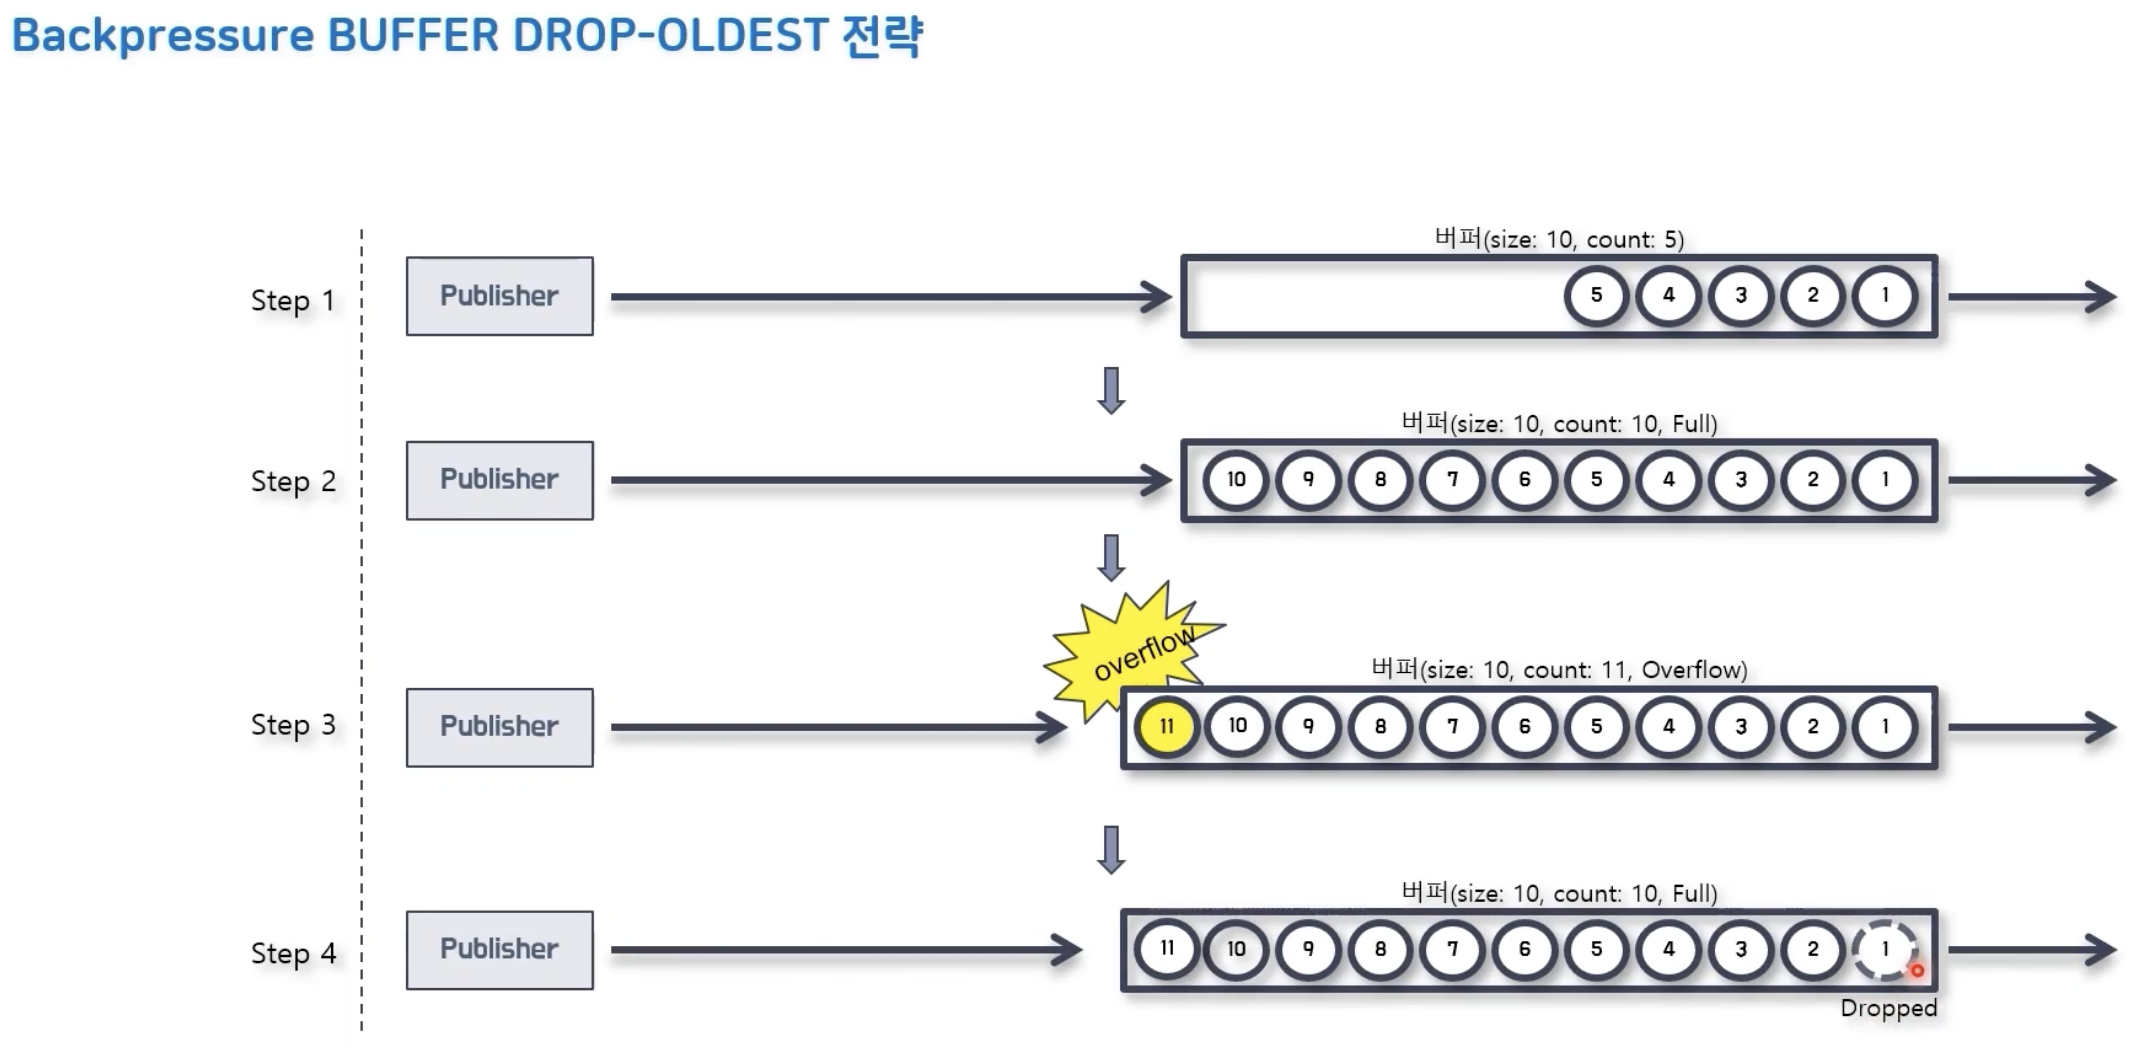 Backpressure BUFFER DROP-OLDEST 전략
버퍼(size: 10, count: 5)
Step 1
Publisher
5 4 3 2 1
버퍼(size: 10, count: 10, Full)
Step 2
Publisher
10 9 8 7 6 5 4 3 2 1
overflow
버퍼(size: 10, count: 11, Overflow)
Step 3
Publisher
11 10 9 8 7 6 5 4 3 2 1
버퍼(size: 10, count: 10, Full)
Step 4
Publisher
11 10 9 8 7 6 5 4 3 2 1
Dropped